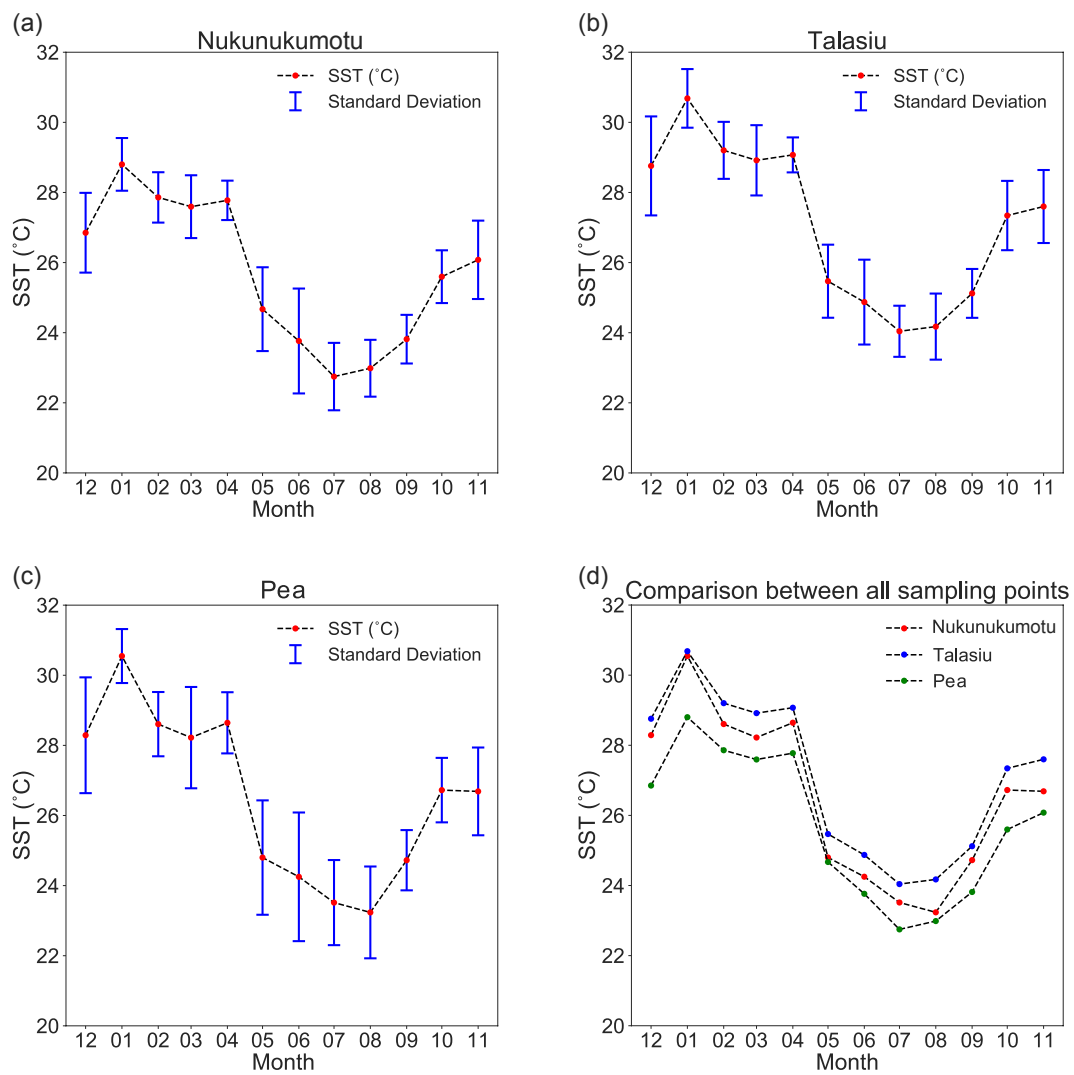 (a)
Nukunukumotu
SST (˚C)
Standard Deviation
32
30
28
26
24
22
20
SST (˚C)
12 01 02 03 04 05 06 07 08 09 10 11
Month
(b)
Talasiu
SST (˚C)
Standard Deviation
32
30
28
26
24
22
20
SST (˚C)
12 01 02 03 04 05 06 07 08 09 10 11
Month
(c)
Pea
SST (˚C)
Standard Deviation
32
30
28
26
24
22
20
SST (˚C)
12 01 02 03 04 05 06 07 08 09 10 11
Month
(d)
Comparison between all sampling points
Nukunukumotu
Talasiu
Pea
32
30
28
26
24
22
20
SST (˚C)
12 01 02 03 04 05 06 07 08 09 10 11
Month